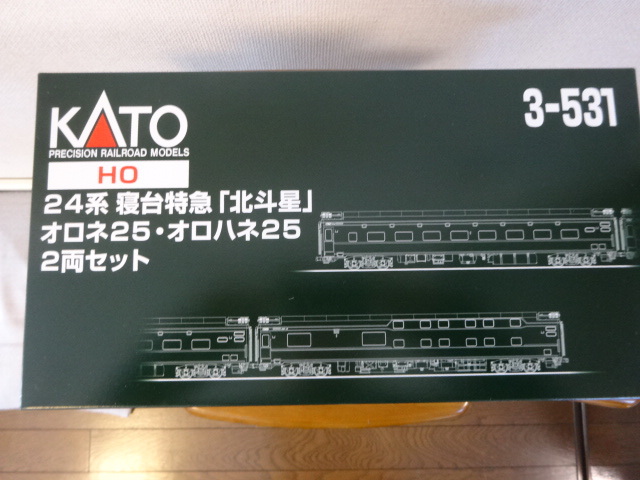 KATO
PRECISION RAILROAD MODELS
HO
3-531
24系 寝台特急「北斗星」
オロネ25・オロハネ25
2両セット